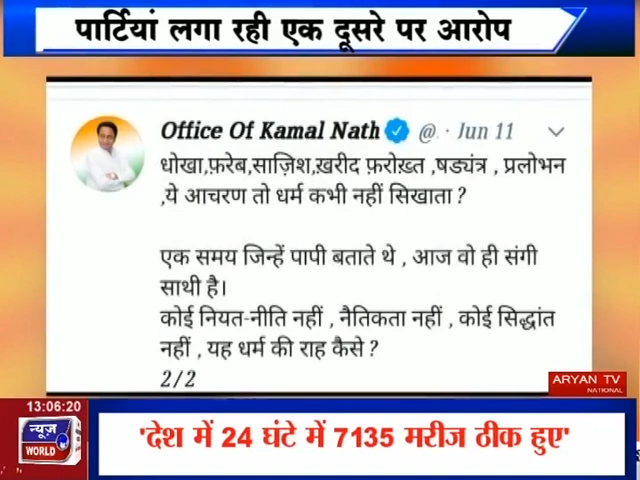 पार्टियां लगा रही एक दूसरे पर आरोप
Office Of Kamal Nath @. · Jun 11
धोखा,फ़रेब,साज़िश,ख़रीद फ़रोख़्त ,षड्यंत्र , प्रलोभन
,ये आचरण तो धर्म कभी नहीं सिखाता ?
एक समय जिन्हें पापी बताते थे , आज वो ही संगी
साथी है।
कोई नियत-नीति नहीं , नैतिकता नहीं , कोई सिद्धांत
नहीं , यह धर्म की राह कैसे ?
2/2
ARYAN TV
NATIONAL
13:06:20
न्यूज़
WORLD
'देश में 24 घंटे में 7135 मरीज ठीक हुए'